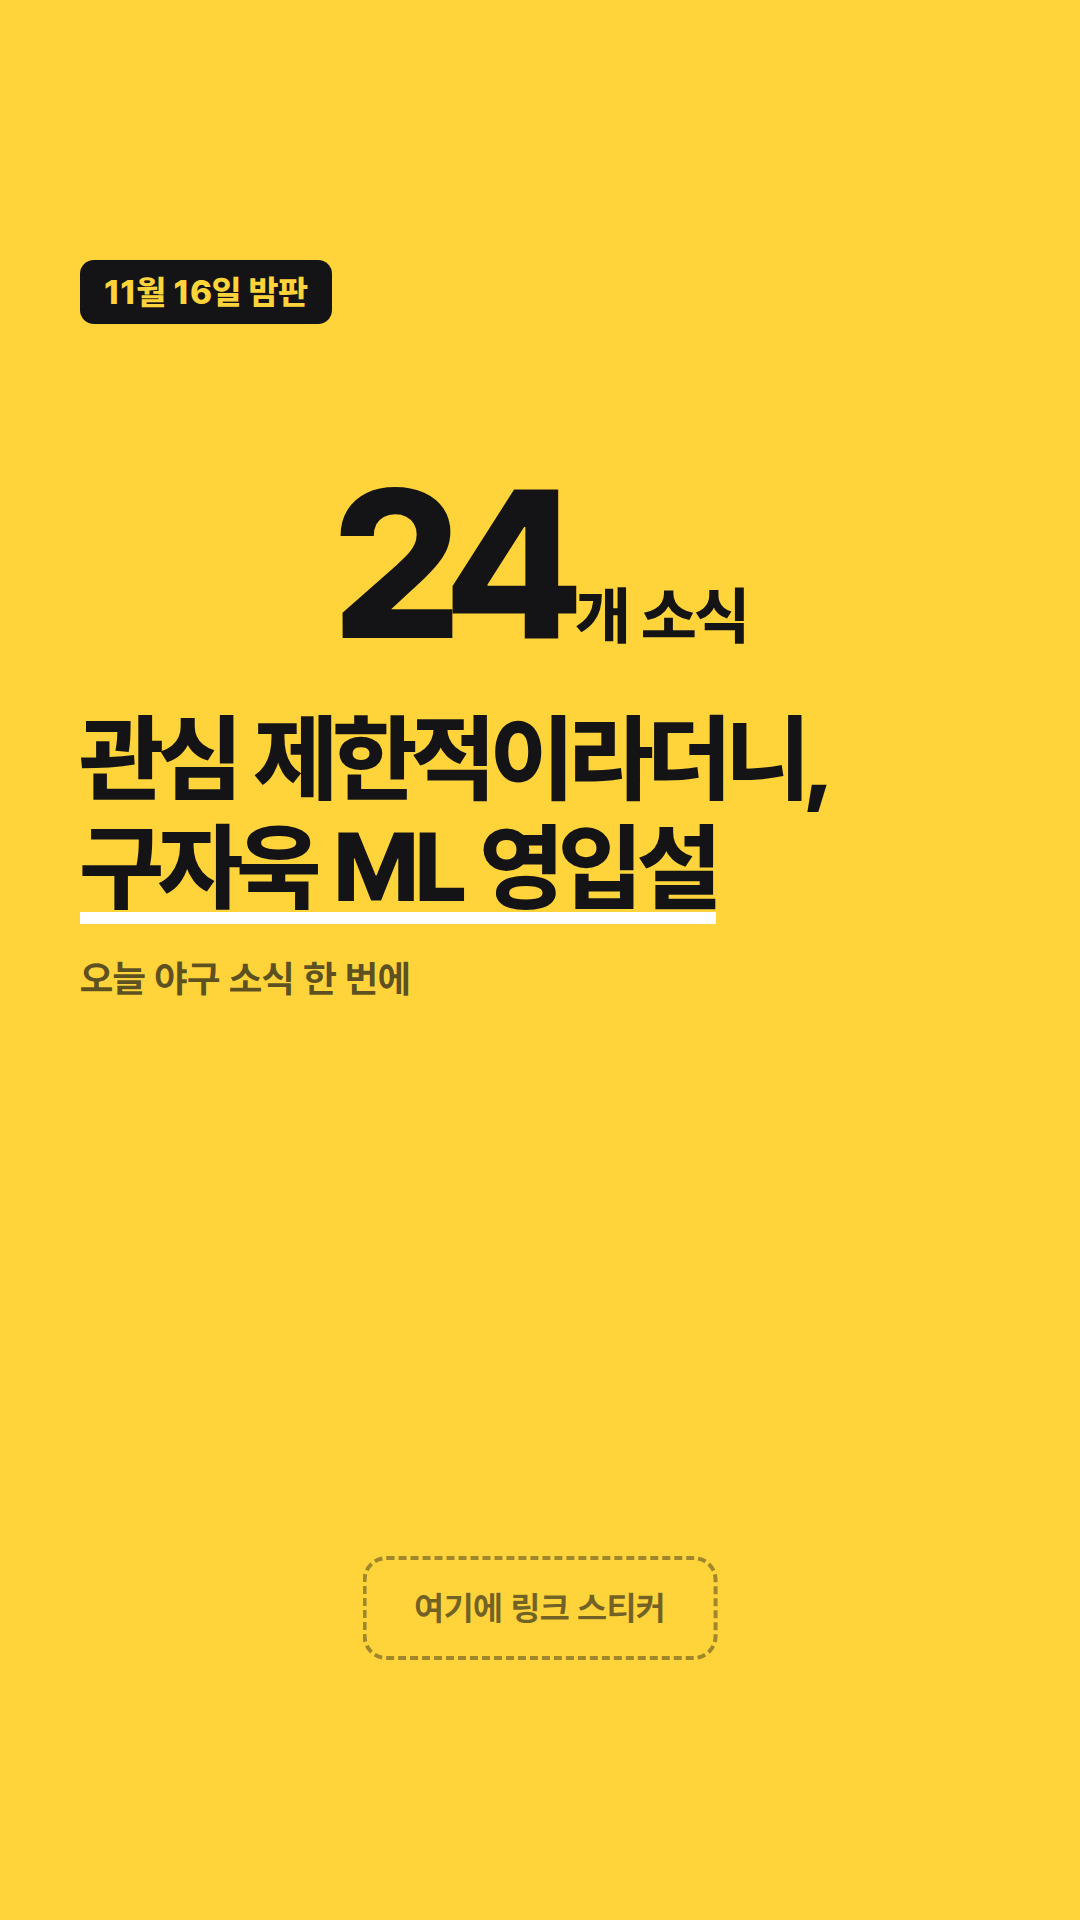 11월 16일 밤판
24개 소식
관심 제한적이라더니,
구자욱 ML 영입설
오늘 야구 소식 한 번에
여기에 링크 스티커